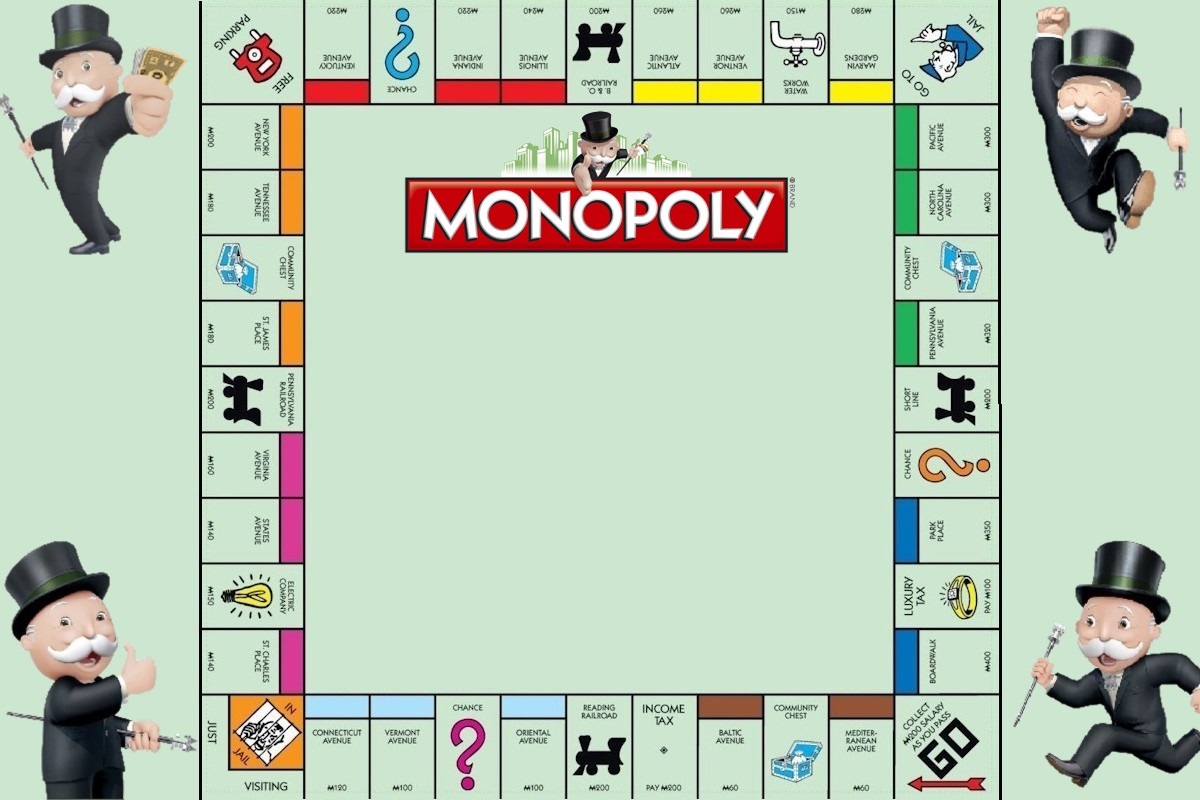 FREE
PARKING
₩220
KENTUCKY
AVENUE
CHANCE
₩220
INDIANA
AVENUE
₩240
ILLINOIS
AVENUE
₩200
B. & O.
RAILROAD
₩260
ATLANTIC
AVENUE
₩260
VENTNOR
AVENUE
₩150
WATER
WORKS
₩280
MARVIN
GARDENS
GO TO
JAIL
MONOPOLY
® BRAND
₩200
NEW YORK
AVENUE
₩180
TENNESSEE
AVENUE
COMMUNITY
CHEST
₩180
ST. JAMES
PLACE
₩200
PENNSYLVANIA
RAILROAD
₩160
VIRGINIA
AVENUE
₩140
STATES
AVENUE
₩150
ELECTRIC
COMPANY
₩140
ST. CHARLES
PLACE
PACIFIC
AVENUE
₩300
NORTH
CAROLINA
AVENUE
₩300
COMMUNITY
CHEST
PENNSYLVANIA
AVENUE
₩320
SHORT
LINE
₩200
CHANCE
PARK
PLACE
₩350
LUXURY
TAX
PAY ₩100
BOARDWALK
₩400
JUST
VISITING
IN
JAIL
CONNECTICUT
AVENUE
₩120
VERMONT
AVENUE
₩100
CHANCE
ORIENTAL
AVENUE
₩100
READING
RAILROAD
₩200
INCOME
TAX
PAY ₩200
BALTIC
AVENUE
₩60
COMMUNITY
CHEST
MEDITER-
RANEAN
AVENUE
₩60
COLLECT
₩200 SALARY
AS YOU PASS
GO